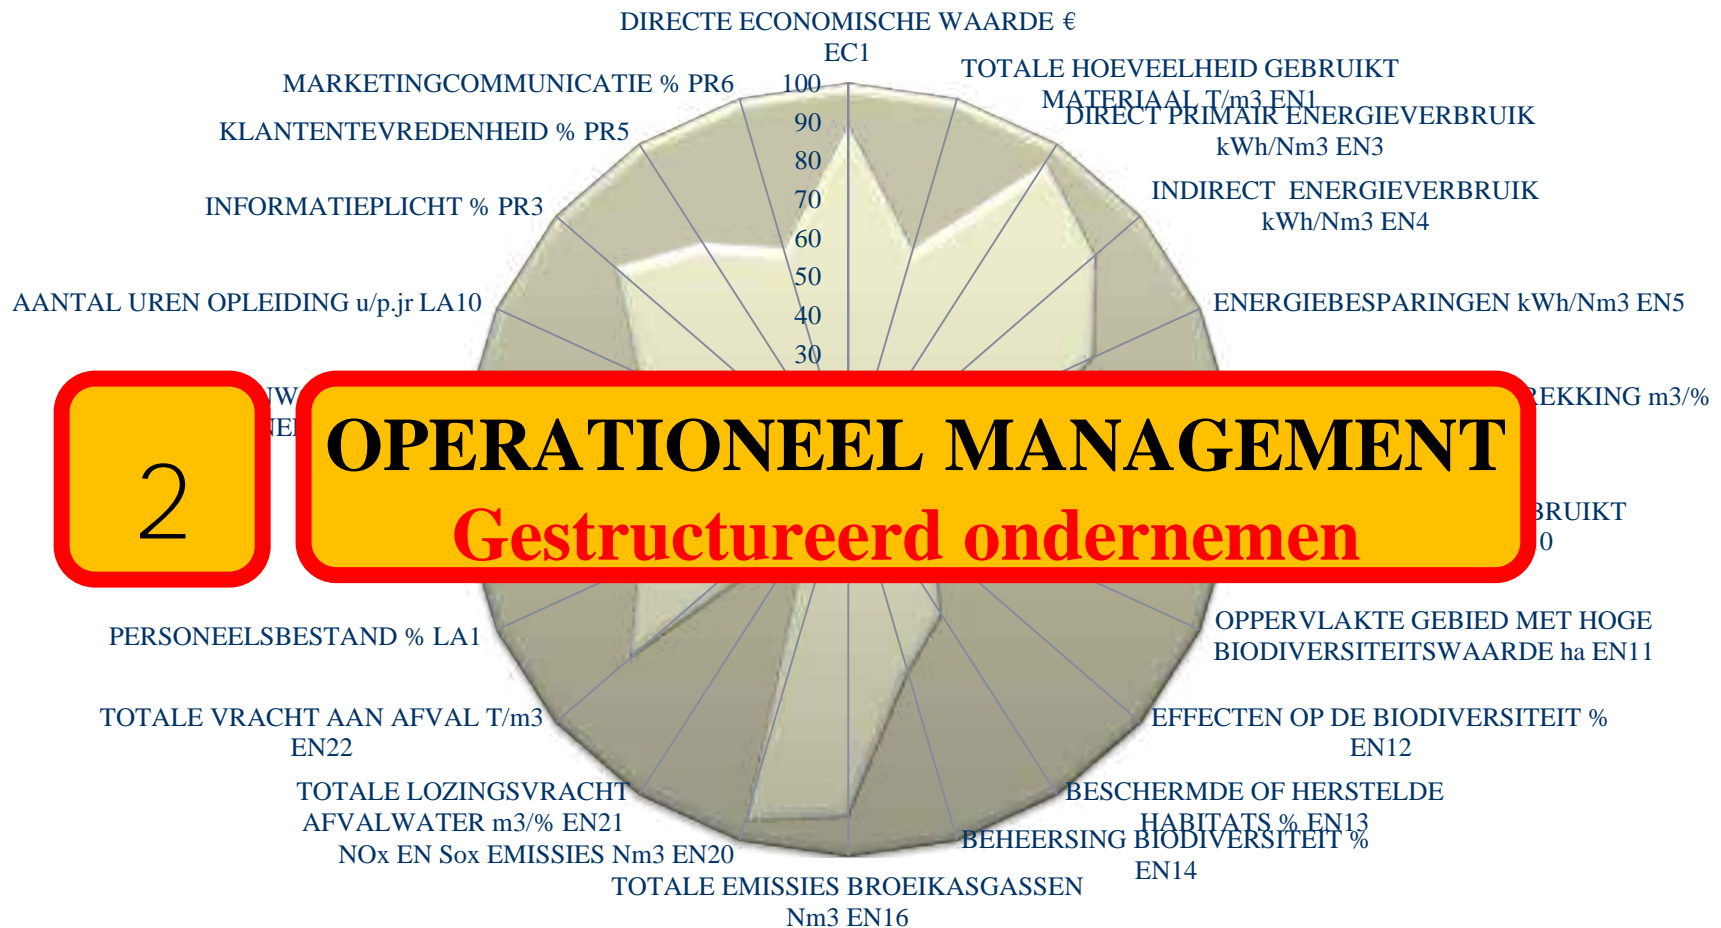 DIRECTE ECONOMISCHE WAARDE €
EC1
TOTALE HOEVEELHEID GEBRUIKT
MATERIAAL T/m3 EN1
DIRECT PRIMAIR ENERGIEVERBRUIK
kWh/Nm3 EN3
INDIRECT ENERGIEVERBRUIK
kWh/Nm3 EN4
ENERGIEBESPARINGEN kWh/Nm3 EN5
m3/%
OPPERVLAKTE GEBIED MET HOGE
BIODIVERSITEITSWAARDE ha EN11
EFFECTEN OP DE BIODIVERSITEIT %
EN12
BESCHERMDE OF HERSTELDE
HABITATS % EN13
BEHEERSING BIODIVERSITEIT %
EN14
TOTALE EMISSIES BROEIKASGASSEN
Nm3 EN16
NOx EN Sox EMISSIES Nm3 EN20
TOTALE LOZINGSVRACHT
AFVALWATER m3/% EN21
TOTALE VRACHT AAN AFVAL T/m3
EN22
PERSONEELSBESTAND % LA1
AANTAL UREN OPLEIDING u/p.jr LA10
INFORMATIEPLICHT % PR3
KLANTENTEVREDENHEID % PR5
MARKETINGCOMMUNICATIE % PR6
100
90
80
70
60
50
40
30
2
OPERATIONEEL MANAGEMENT
Gestructureerd ondernemen